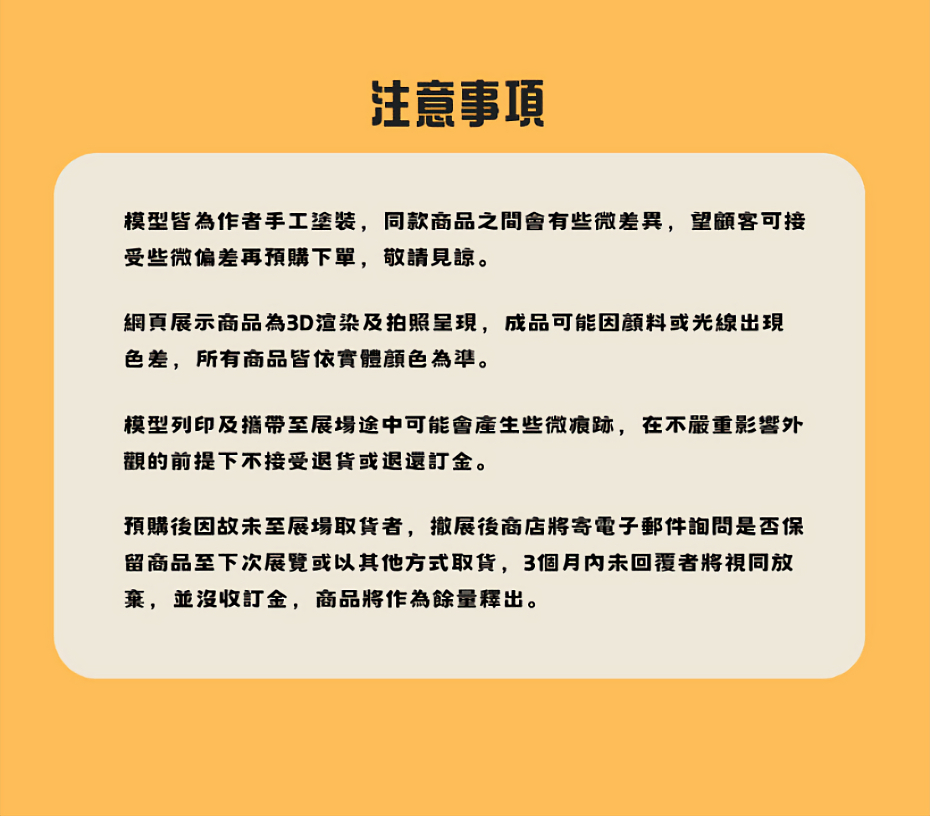 注意事項
模型皆為作者手工塗裝，同款商品之間會有些微差異，望顧客可接
受些微偏差再預購下單，敬請見諒。
網頁展示商品為3D渲染及拍照呈現，成品可能因顏料或光線出現
色差，所有商品皆依實體顏色為準。
模型列印及攜帶至展場途中可能會產生些微痕跡，在不嚴重影響外
觀的前提下不接受退貨或退還訂金。
預購後因故未至展場取貨者，撤展後商店將寄電子郵件詢問是否保
留商品至下次展覽或以其他方式取貨，3個月內未回覆者將視同放
棄，並沒收訂金，商品將作為餘量釋出。